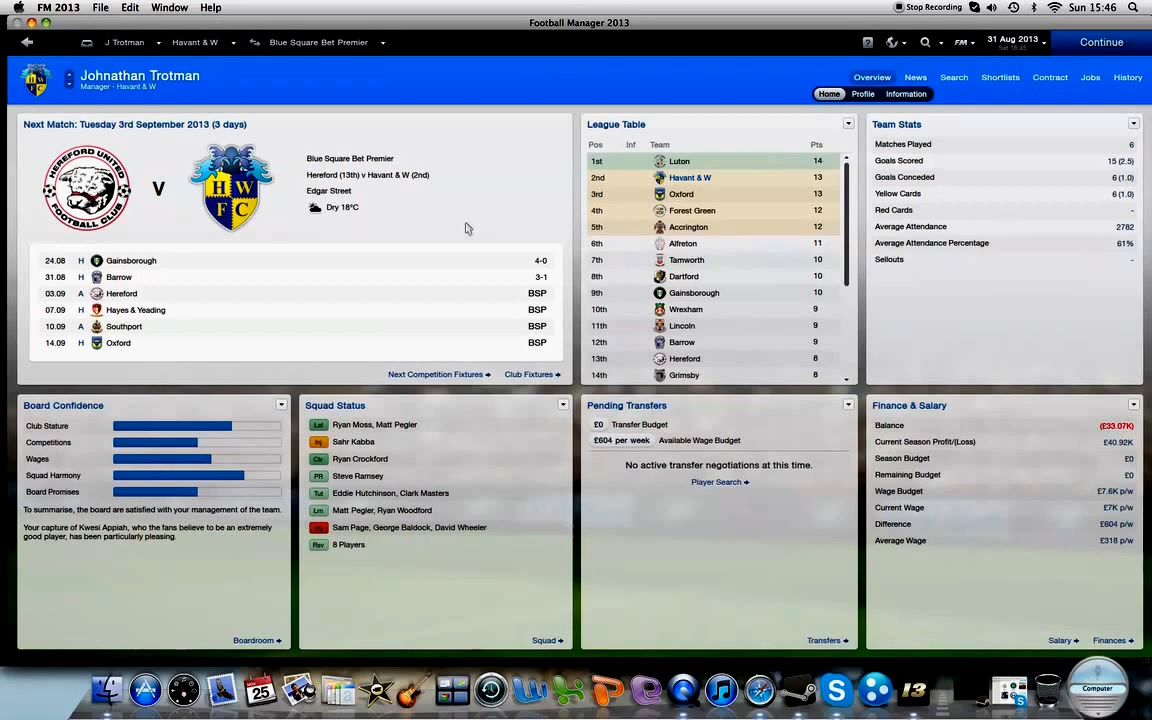 FM 2013 File Edit Window Help Stop Recording Sun 15:46
Football Manager 2013
J Trotman Havant & W Blue Square Bet Premier ? FM 31 Aug 2013 Continue
Sat 16:45
Johnathan Trotman
Manager - Havant & W
Overview News Search Shortlists Contract Jobs History
Home Profile Information
Next Match: Tuesday 3rd September 2013 (3 days)
HEREFORD UNITED
FOOTBALL CLUB
V
H W
F C
Blue Square Bet Premier
Hereford (13th) v Havant & W (2nd)
Edgar Street
Dry 18°C
24.08 H Gainsborough 4-0
31.08 H Barrow 3-1
03.09 A Hereford BSP
07.09 H Hayes & Yeading BSP
10.09 A Southport BSP
14.09 H Oxford BSP
Next Competition Fixtures Club Fixtures
League Table
Pos Inf Team Pts
1st Luton 14
2nd Havant & W 13
3rd Oxford 13
4th Forest Green 12
5th Accrington 12
6th Alfreton 11
7th Tamworth 10
8th Dartford 10
9th Gainsborough 10
10th Wrexham 9
11th Lincoln 9
12th Barrow 9
13th Hereford 8
14th Grimsby 8
Team Stats
Matches Played 6
Goals Scored 15 (2.5)
Goals Conceded 6 (1.0)
Yellow Cards 6 (1.0)
Red Cards -
Average Attendance 2782
Average Attendance Percentage 61%
Sellouts -
Board Confidence
Club Stature
Competitions
Wages
Squad Harmony
Board Promises
To summarise, the board are satisfied with your management of the team.
Your capture of Kwesi Appiah, who the fans believe to be an extremely
good player, has been particularly pleasing.
Boardroom
Squad Status
Lat Ryan Moss, Matt Pegler
Inj Sahr Kabba
Ctr Ryan Crockford
PR Steve Ramsey
Tut Eddie Hutchinson, Clark Masters
Lrn Matt Pegler, Ryan Woodford
Sam Page, George Baldock, David Wheeler
Rsv 8 Players
Squad
Pending Transfers
£0 Transfer Budget
£604 per week Available Wage Budget
No active transfer negotiations at this time.
Player Search
Transfers
Finance & Salary
Balance (£33.07K)
Current Season Profit/(Loss) £40.92K
Season Budget £0
Remaining Budget £0
Wage Budget £7.6K p/w
Current Wage £7K p/w
Difference £604 p/w
Average Wage £318 p/w
Salary Finances
NOV
25
13
Computer